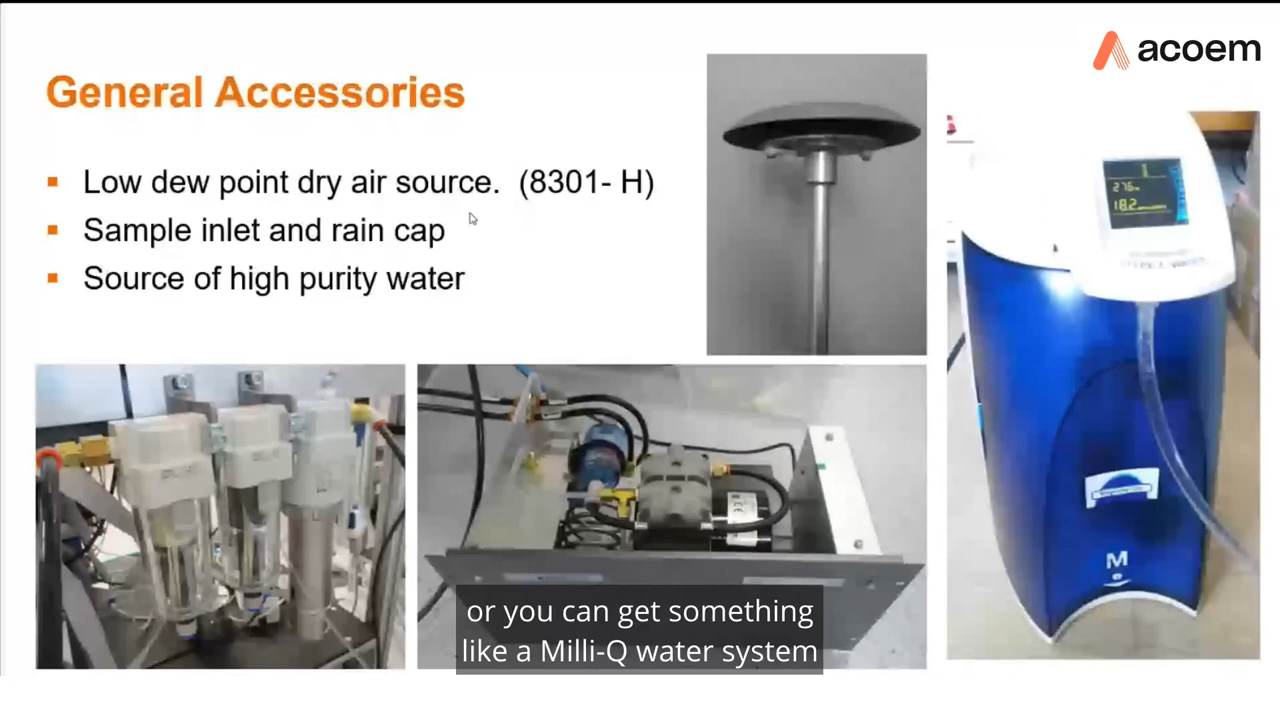 acoem
General Accessories
Low dew point dry air source. (8301- H)
Sample inlet and rain cap
Source of high purity water
18.2
M
or you can get something
like a Milli-Q water system